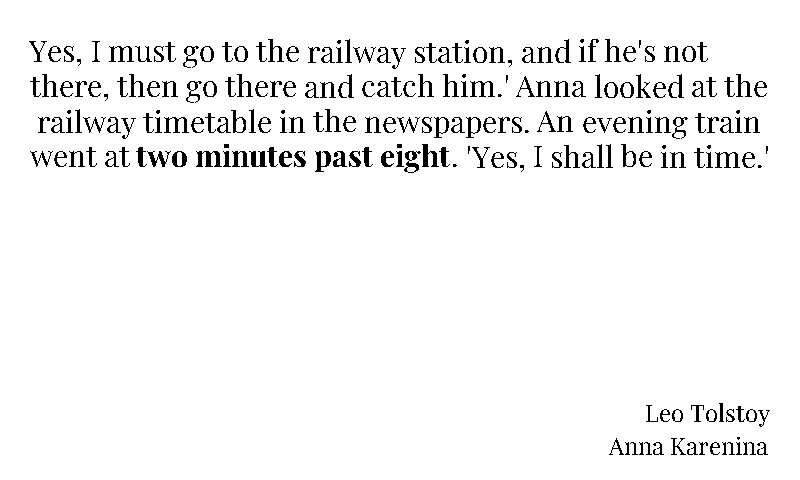 Yes, I must go to the railway station, and if he's not
there, then go there and catch him.' Anna looked at the
railway timetable in the newspapers. An evening train
went at two minutes past eight. 'Yes, I shall be in time.'
Leo Tolstoy
Anna Karenina